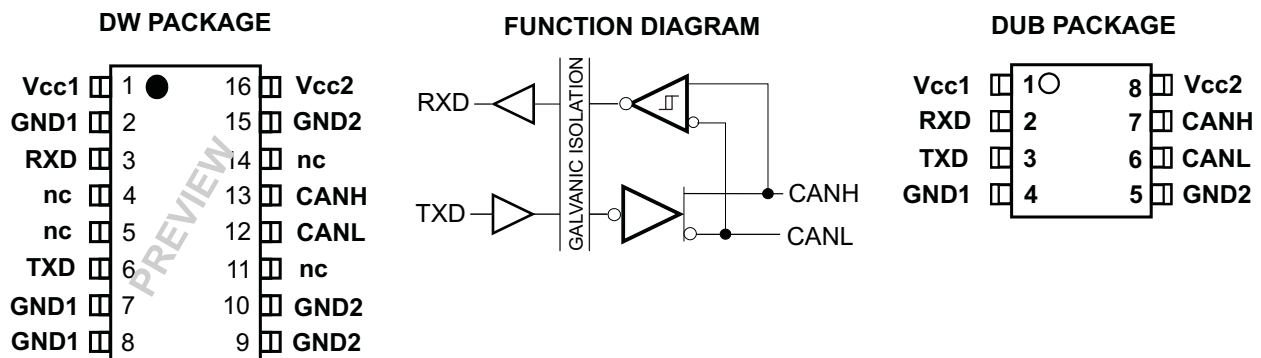 DW PACKAGE
Vcc1 1 16 Vcc2
GND1 2 15 GND2
RXD 3 14 nc
nc 4 13 CANH
nc 5 12 CANL
TXD 6 11 nc
GND1 7 10 GND2
GND1 8 9 GND2
PREVIEW
FUNCTION DIAGRAM
RXD
TXD
GALVANIC ISOLATION
CANH
CANL
DUB PACKAGE
Vcc1 1 8 Vcc2
RXD 2 7 CANH
TXD 3 6 CANL
GND1 4 5 GND2